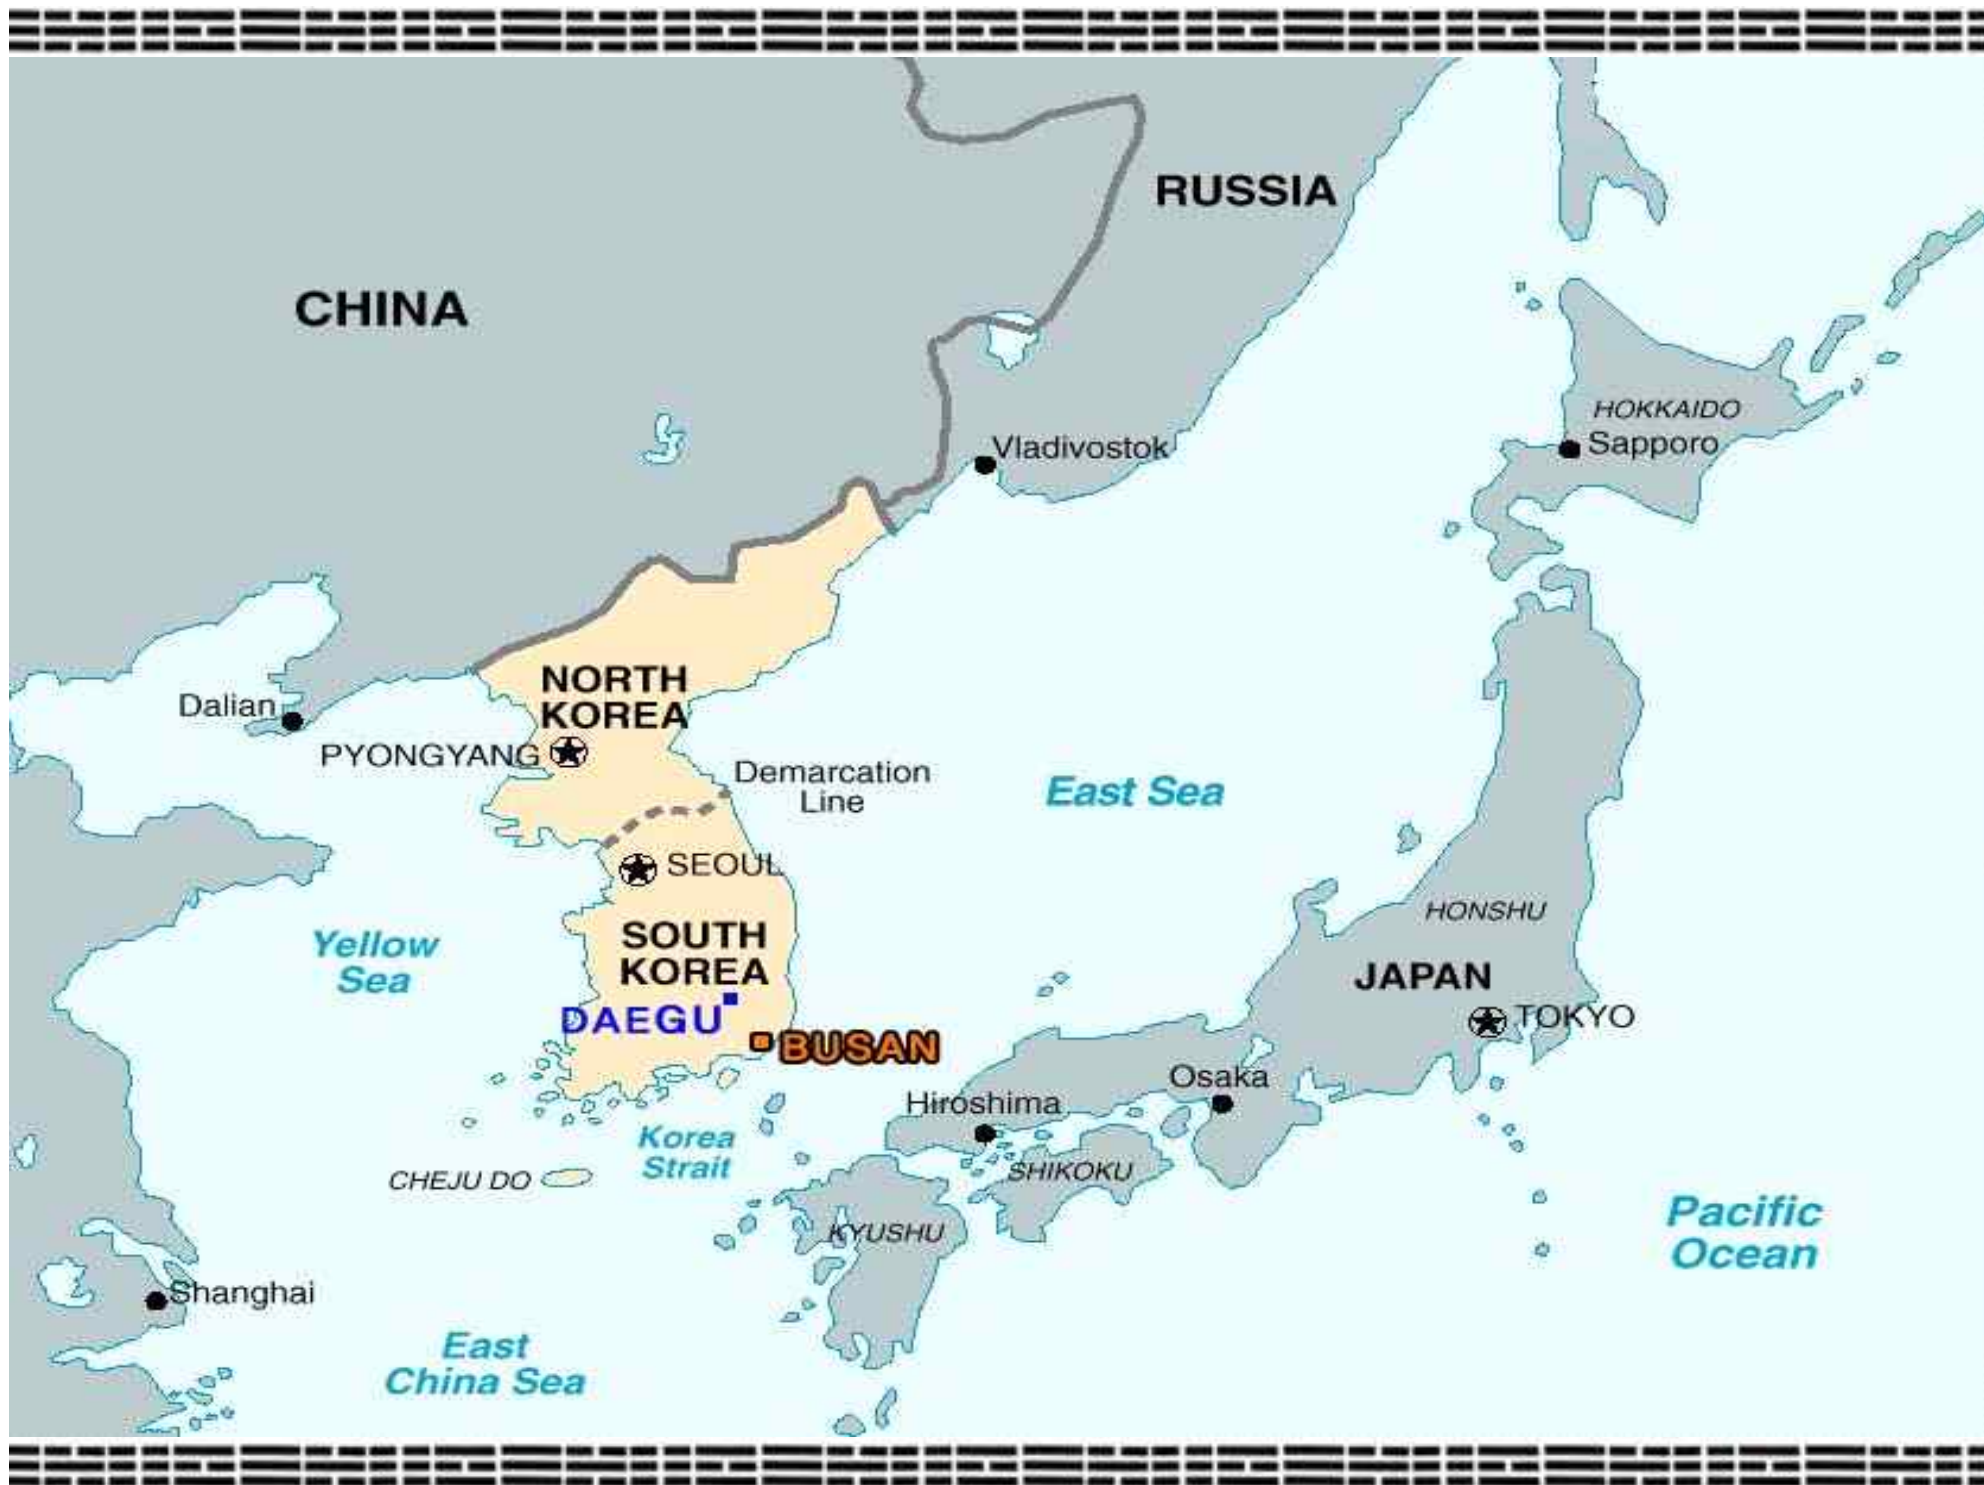 RUSSIA
CHINA
HOKKAIDO
Sapporo
Vladivostok
NORTH
KOREA
Dalian
PYONGYANG
Demarcation
Line
East Sea
SEOUL
HONSHU
Yellow
Sea
SOUTH
KOREA
JAPAN
DAEGU
TOKYO
BUSAN
Osaka
Hiroshima
Korea
Strait
SHIKOKU
CHEJU DO
KYUSHU
Pacific
Ocean
Shanghai
East
China Sea